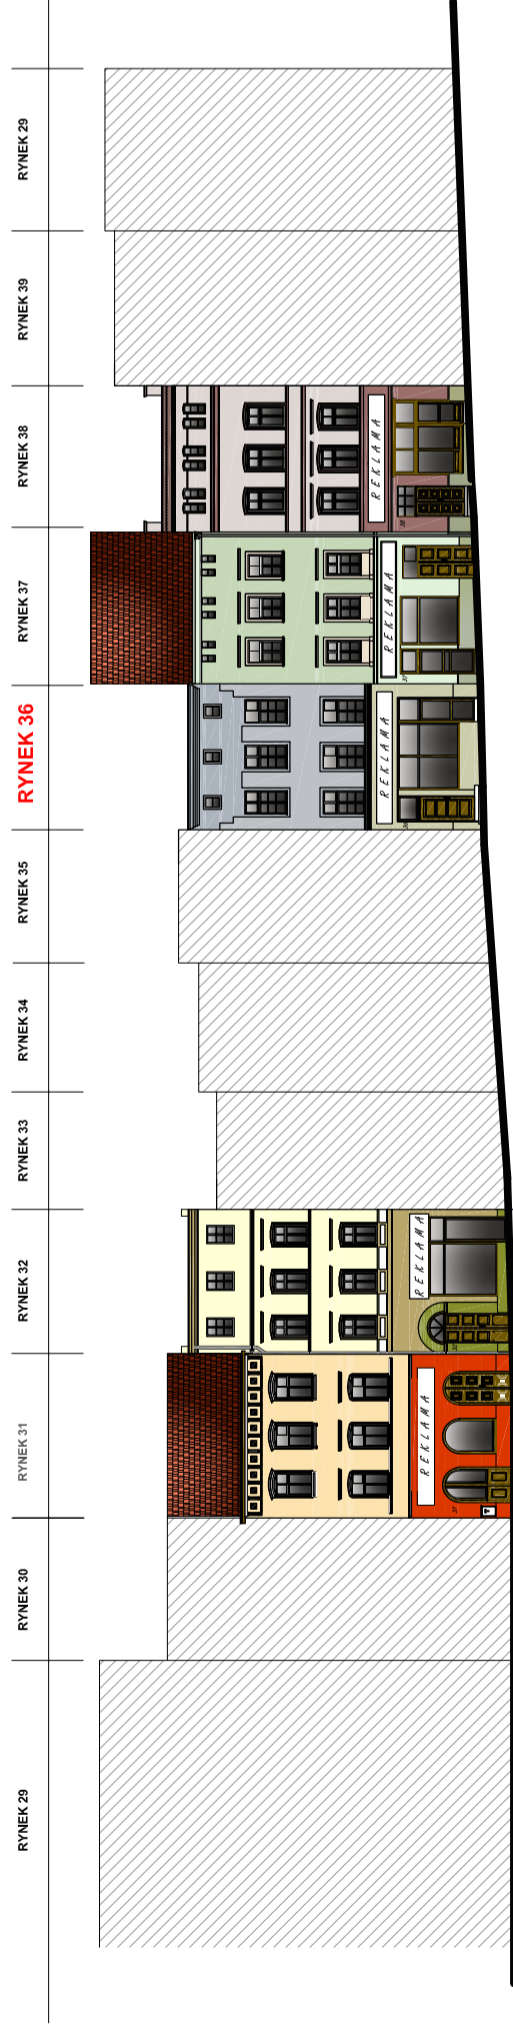 RYNEK 29
RYNEK 30
RYNEK 31
RYNEK 32
RYNEK 33
RYNEK 34
RYNEK 35
RYNEK 36
RYNEK 37
RYNEK 38
RYNEK 39
RYNEK 29
REKLAMA
REKLAMA
REKLAMA
REKLAMA
REKLAMA